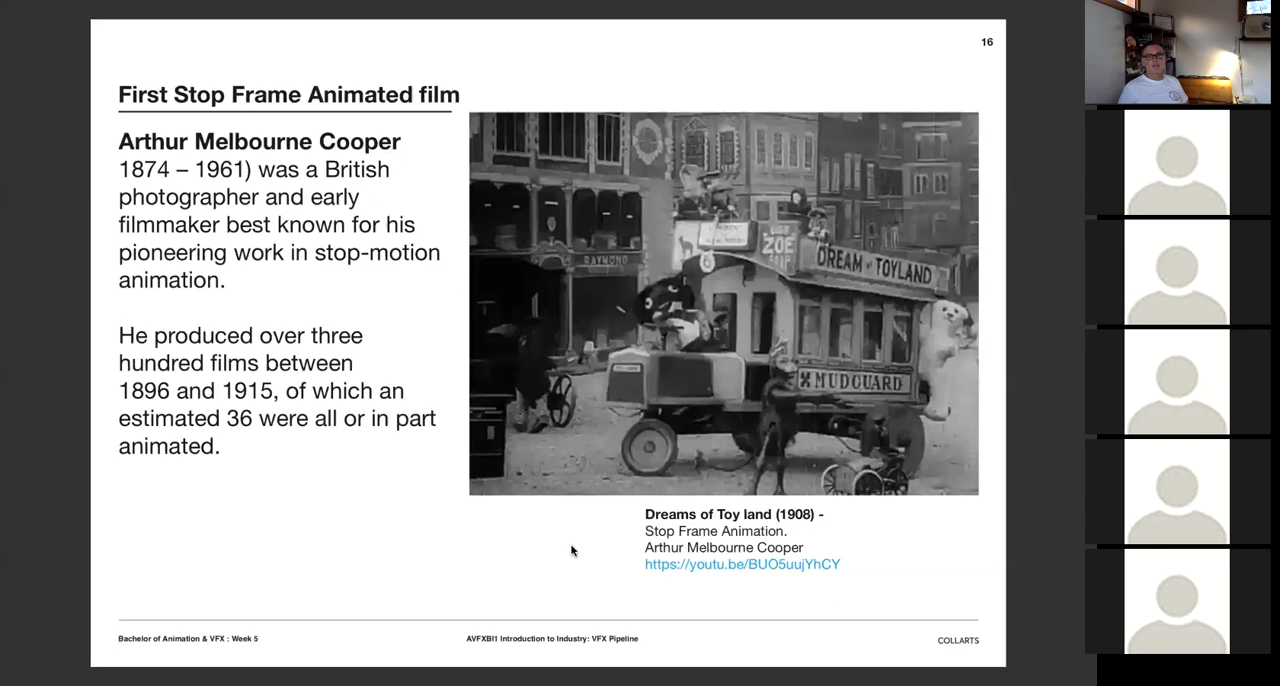 16
First Stop Frame Animated film
Arthur Melbourne Cooper
1874 – 1961) was a British
photographer and early
filmmaker best known for his
pioneering work in stop-motion
animation.
He produced over three
hundred films between
1896 and 1915, of which an
estimated 36 were all or in part
animated.
RAYMOND
ZOE
DREAM OF TOYLAND
MUDGUARD
Dreams of Toy land (1908) -
Stop Frame Animation.
Arthur Melbourne Cooper
https://youtu.be/BUO5uujYhCY
Bachelor of Animation & VFX : Week 5
AVFXBI1 Introduction to Industry: VFX Pipeline
COLLARTS